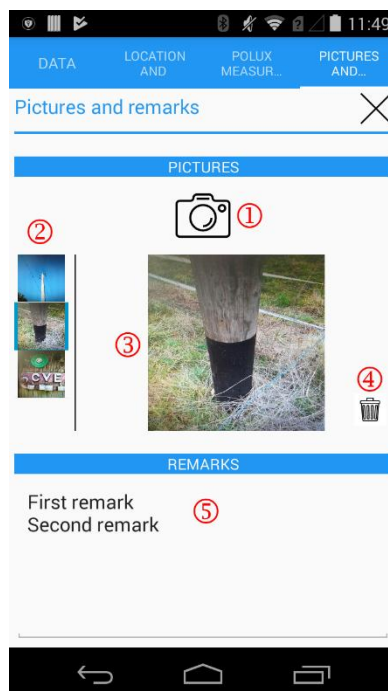 11:49
DATA
LOCATION
AND
POLUX
MEASUR...
PICTURES
AND...
Pictures and remarks
PICTURES
①
②
CVE
③
④
REMARKS
First remark
Second remark
⑤